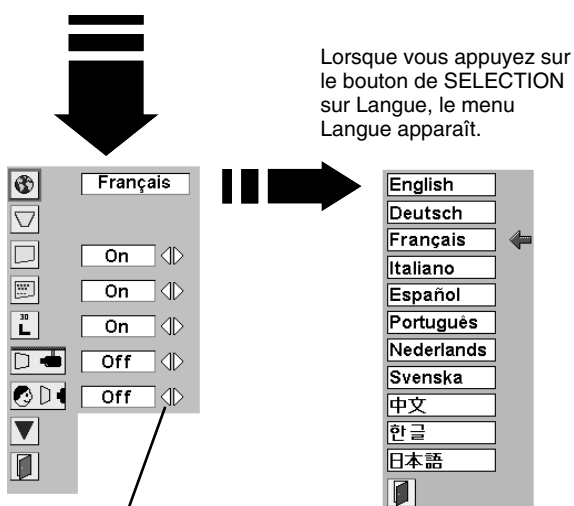 Lorsque vous appuyez sur
le bouton de SELECTION
sur Langue, le menu
Langue apparaît.
Français
On
On
30
On
Off
Off
English
Deutsch
Français
Italiano
Español
Português
Nederlands
Svenska
中文
한글
日本語